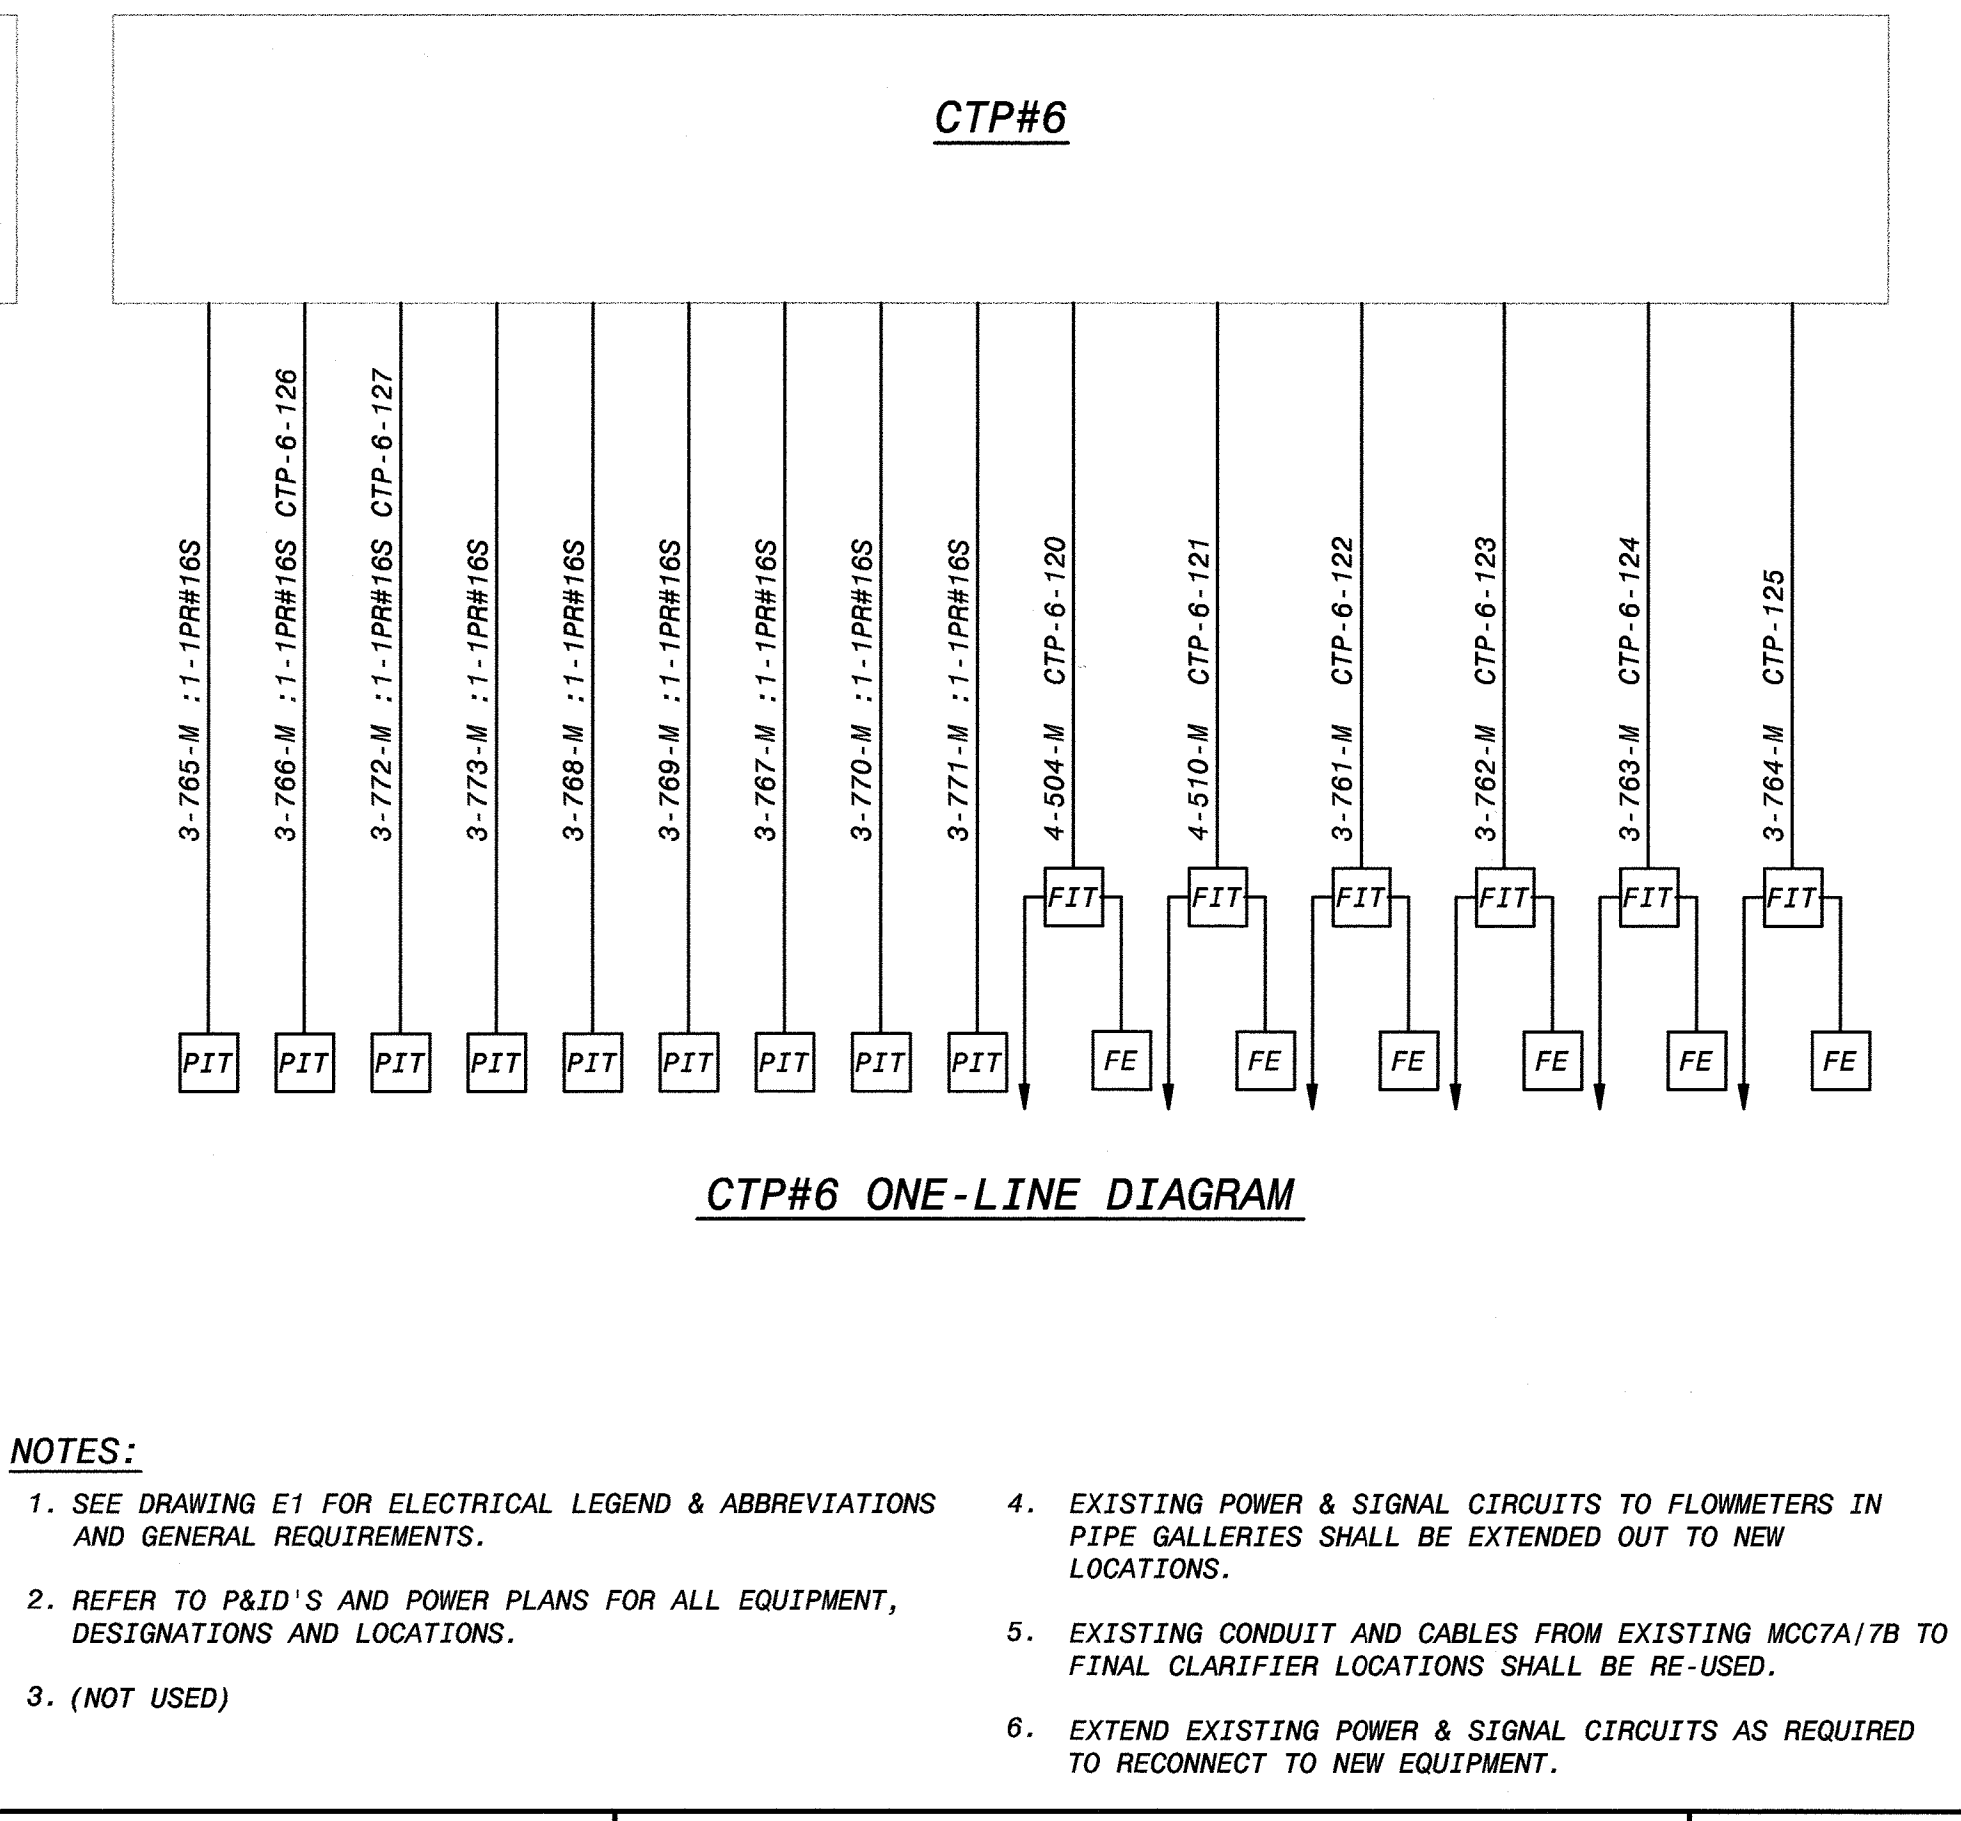 CTP#6
3-765-M :1-1PR#16S
3-766-M :1-1PR#16S CTP-6-126
3-772-M :1-1PR#16S CTP-6-127
3-773-M :1-1PR#16S
3-768-M :1-1PR#16S
3-769-M :1-1PR#16S
3-767-M :1-1PR#16S
3-770-M :1-1PR#16S
3-771-M :1-1PR#16S
4-504-M CTP-6-120
4-510-M CTP-6-121
3-761-M CTP-6-122
3-762-M CTP-6-123
3-763-M CTP-6-124
3-764-M CTP-125
FIT FIT FIT FIT FIT FIT
PIT PIT PIT PIT PIT PIT PIT PIT PIT FE FE FE FE FE FE
CTP#6 ONE-LINE DIAGRAM
NOTES:
1. SEE DRAWING E1 FOR ELECTRICAL LEGEND & ABBREVIATIONS
AND GENERAL REQUIREMENTS.
2. REFER TO P&ID'S AND POWER PLANS FOR ALL EQUIPMENT,
DESIGNATIONS AND LOCATIONS.
3. (NOT USED)
4. EXISTING POWER & SIGNAL CIRCUITS TO FLOWMETERS IN
PIPE GALLERIES SHALL BE EXTENDED OUT TO NEW
LOCATIONS.
5. EXISTING CONDUIT AND CABLES FROM EXISTING MCC7A/7B TO
FINAL CLARIFIER LOCATIONS SHALL BE RE-USED.
6. EXTEND EXISTING POWER & SIGNAL CIRCUITS AS REQUIRED
TO RECONNECT TO NEW EQUIPMENT.